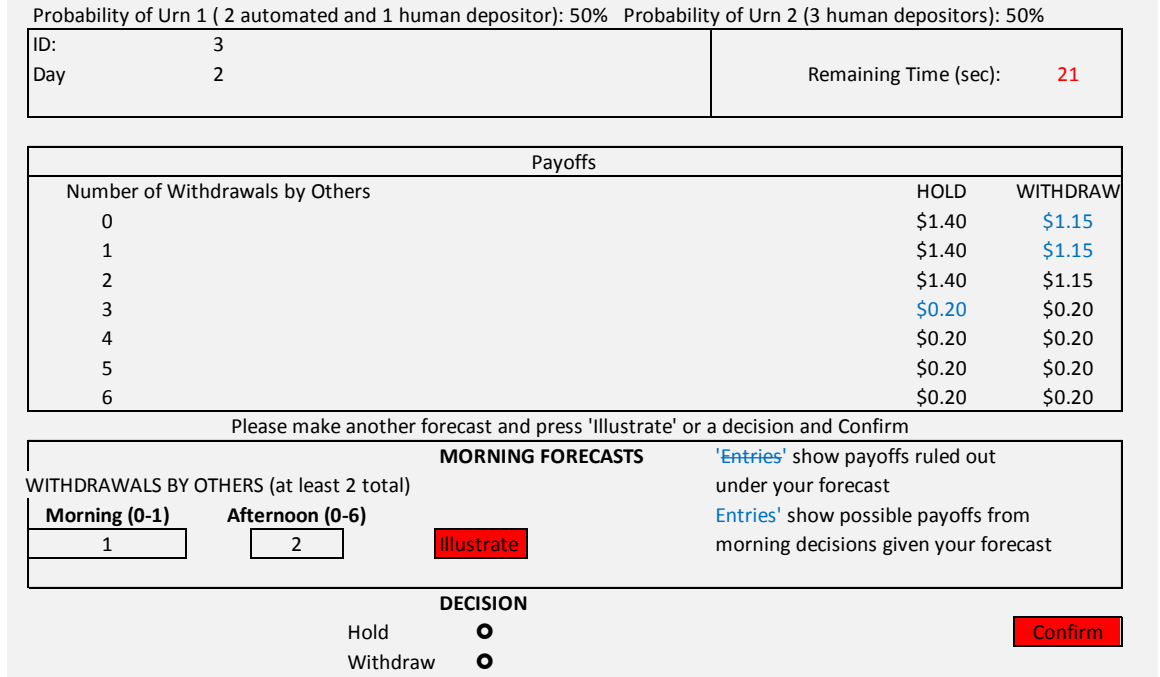 Probability of Urn 1 ( 2 automated and 1 human depositor): 50% Probability of Urn 2 (3 human depositors): 50%
ID: 3
Day 2 Remaining Time (sec): 21
Payoffs
Number of Withdrawals by Others HOLD WITHDRAW
0 $1.40 $1.15
1 $1.40 $1.15
2 $1.40 $1.15
3 $0.20 $0.20
4 $0.20 $0.20
5 $0.20 $0.20
6 $0.20 $0.20
Please make another forecast and press 'Illustrate' or a decision and Confirm
MORNING FORECASTS 'Entries' show payoffs ruled out
WITHDRAWALS BY OTHERS (at least 2 total) under your forecast
Morning (0-1) Afternoon (0-6) Entries' show possible payoffs from
1 2 Illustrate morning decisions given your forecast
DECISION
Hold Confirm
Withdraw